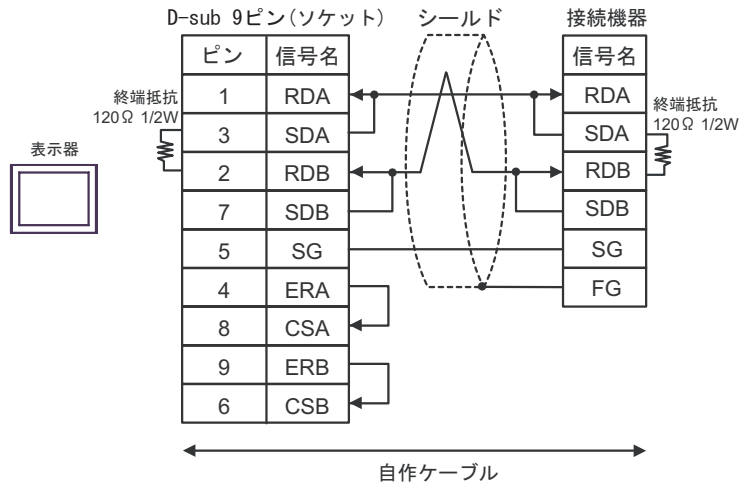 D-sub 9ピン(ソケット) シールド 接続機器
ピン 信号名 信号名
1 RDA RDA
終端抵抗
120Ω 1/2W
終端抵抗
120Ω 1/2W
3 SDA SDA
表示器
2 RDB RDB
7 SDB SDB
5 SG SG
4 ERA FG
8 CSA
9 ERB
6 CSB
自作ケーブル